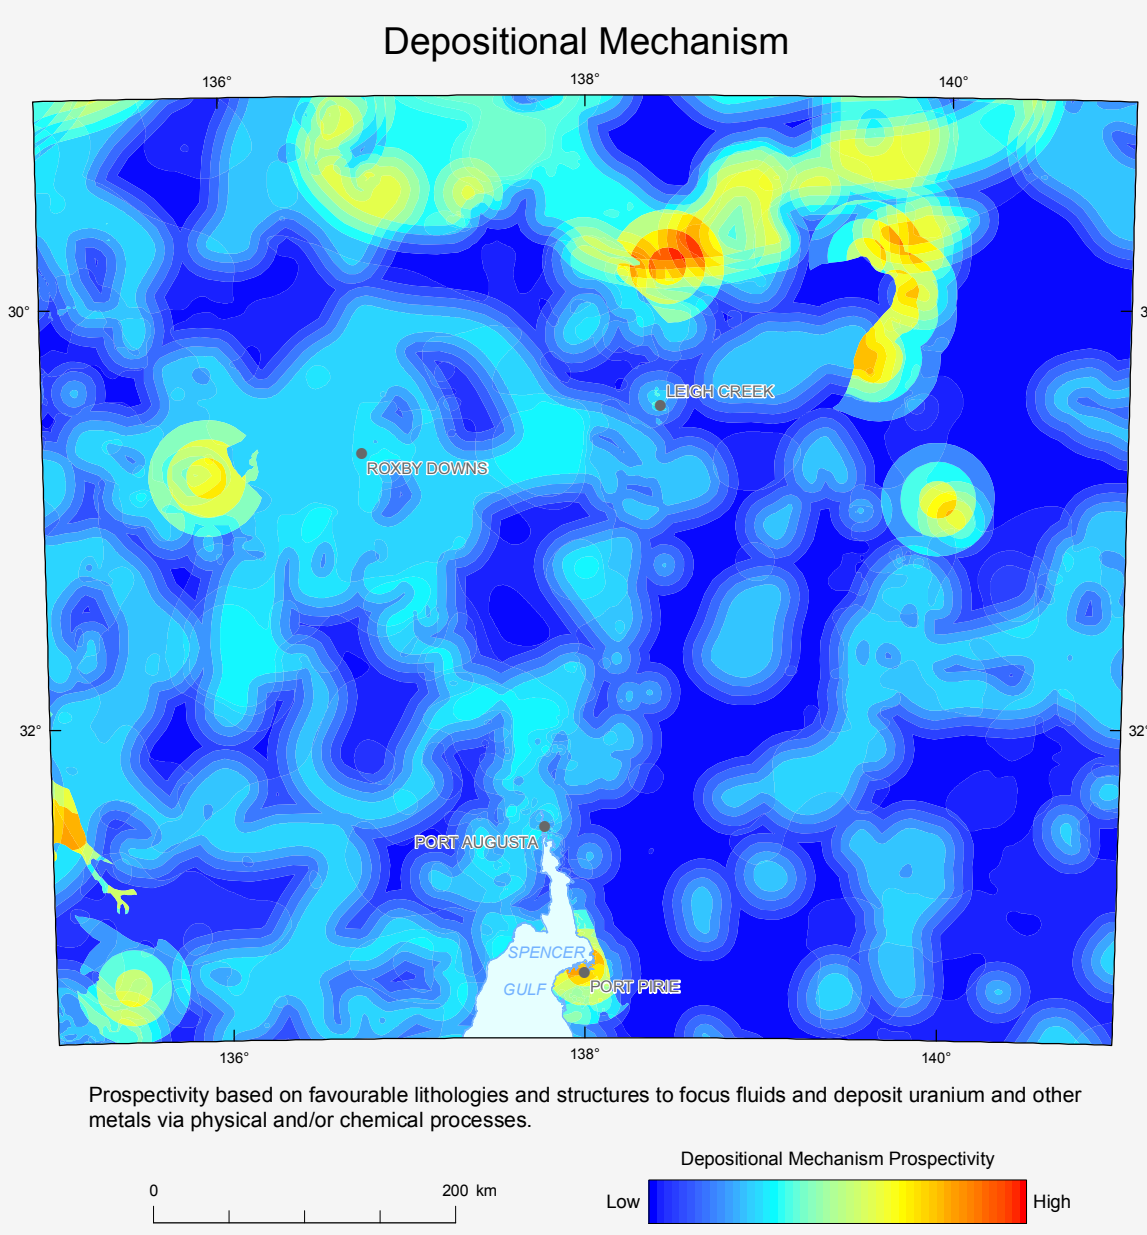 Depositional Mechanism
136° 138° 140°
30° 3
LEIGH CREEK
ROXBY DOWNS
32° 32°
PORT AUGUSTA
SPENCER
GULF
PORT PIRIE
136° 138° 140°
Prospectivity based on favourable lithologies and structures to focus fluids and deposit uranium and other
metals via physical and/or chemical processes.
Depositional Mechanism Prospectivity
0 200 km
Low High